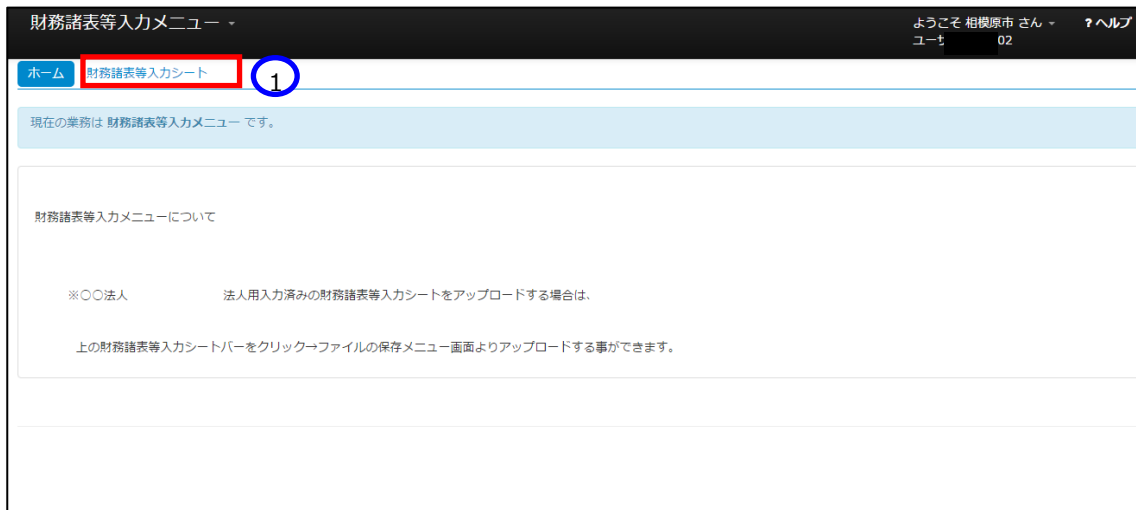 財務諸表等入力メニュー
ようこそ 相模原市 さん
?ヘルプ
ユーサ 02
ホーム 財務諸表等入力シート 1
現在の業務は 財務諸表等入力メニュー です。
財務諸表等入力メニューについて
※○○法人 法人用入力済みの財務諸表等入力シートをアップロードする場合は、
上の財務諸表等入力シートバーをクリック→ファイルの保存メニュー画面よりアップロードする事ができます。